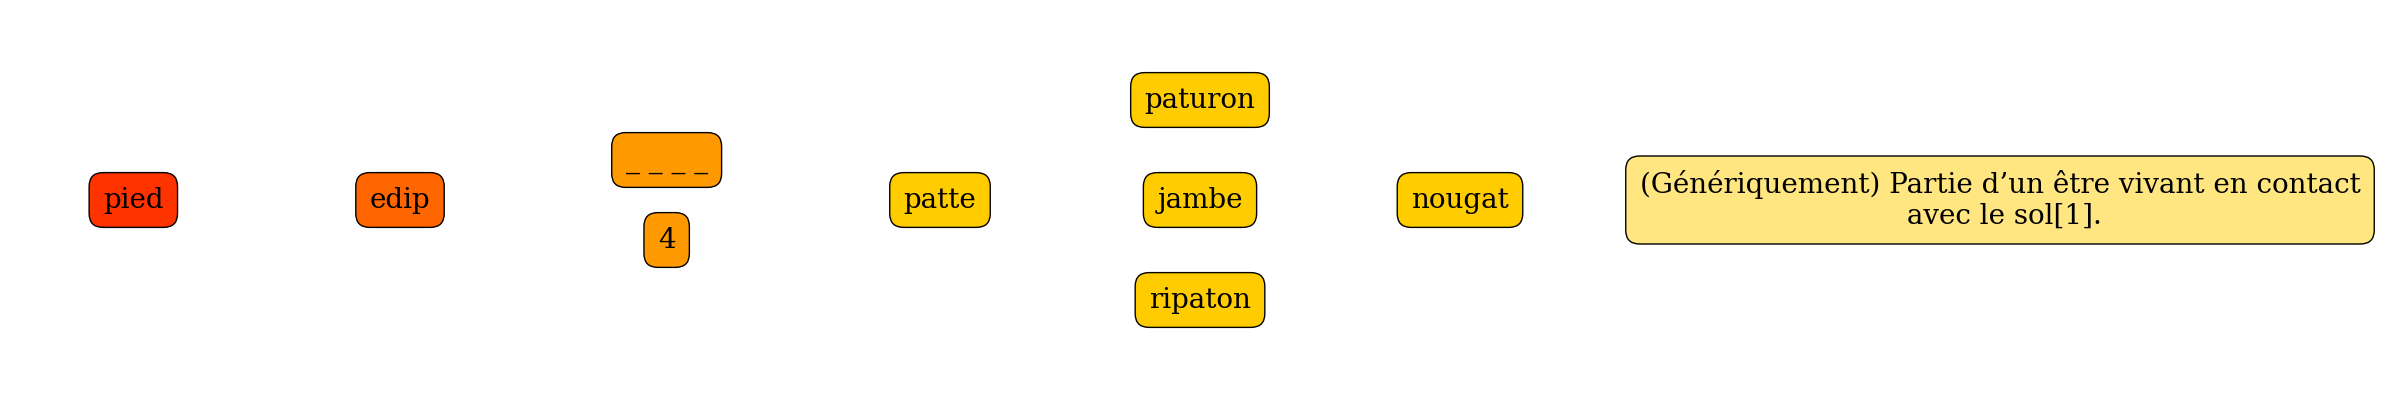 pied
edip
_ _ _ _
4
patte
paturon
jambe
ripaton
nougat
(Génériquement) Partie d’un être vivant en contact
avec le sol[1].